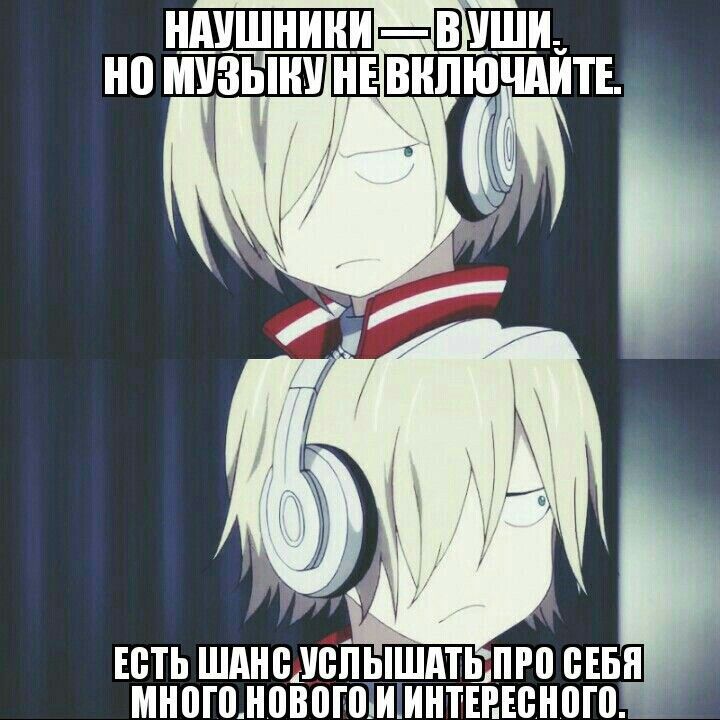 НАУШНИКИ — В УШИ.
НО МУЗЫКУ НЕ ВКЛЮЧАЙТЕ.
ЕСТЬ ШАНС УСЛЫШАТЬ ПРО СЕБЯ
МНОГО НОВОГО И ИНТЕРЕСНОГО.